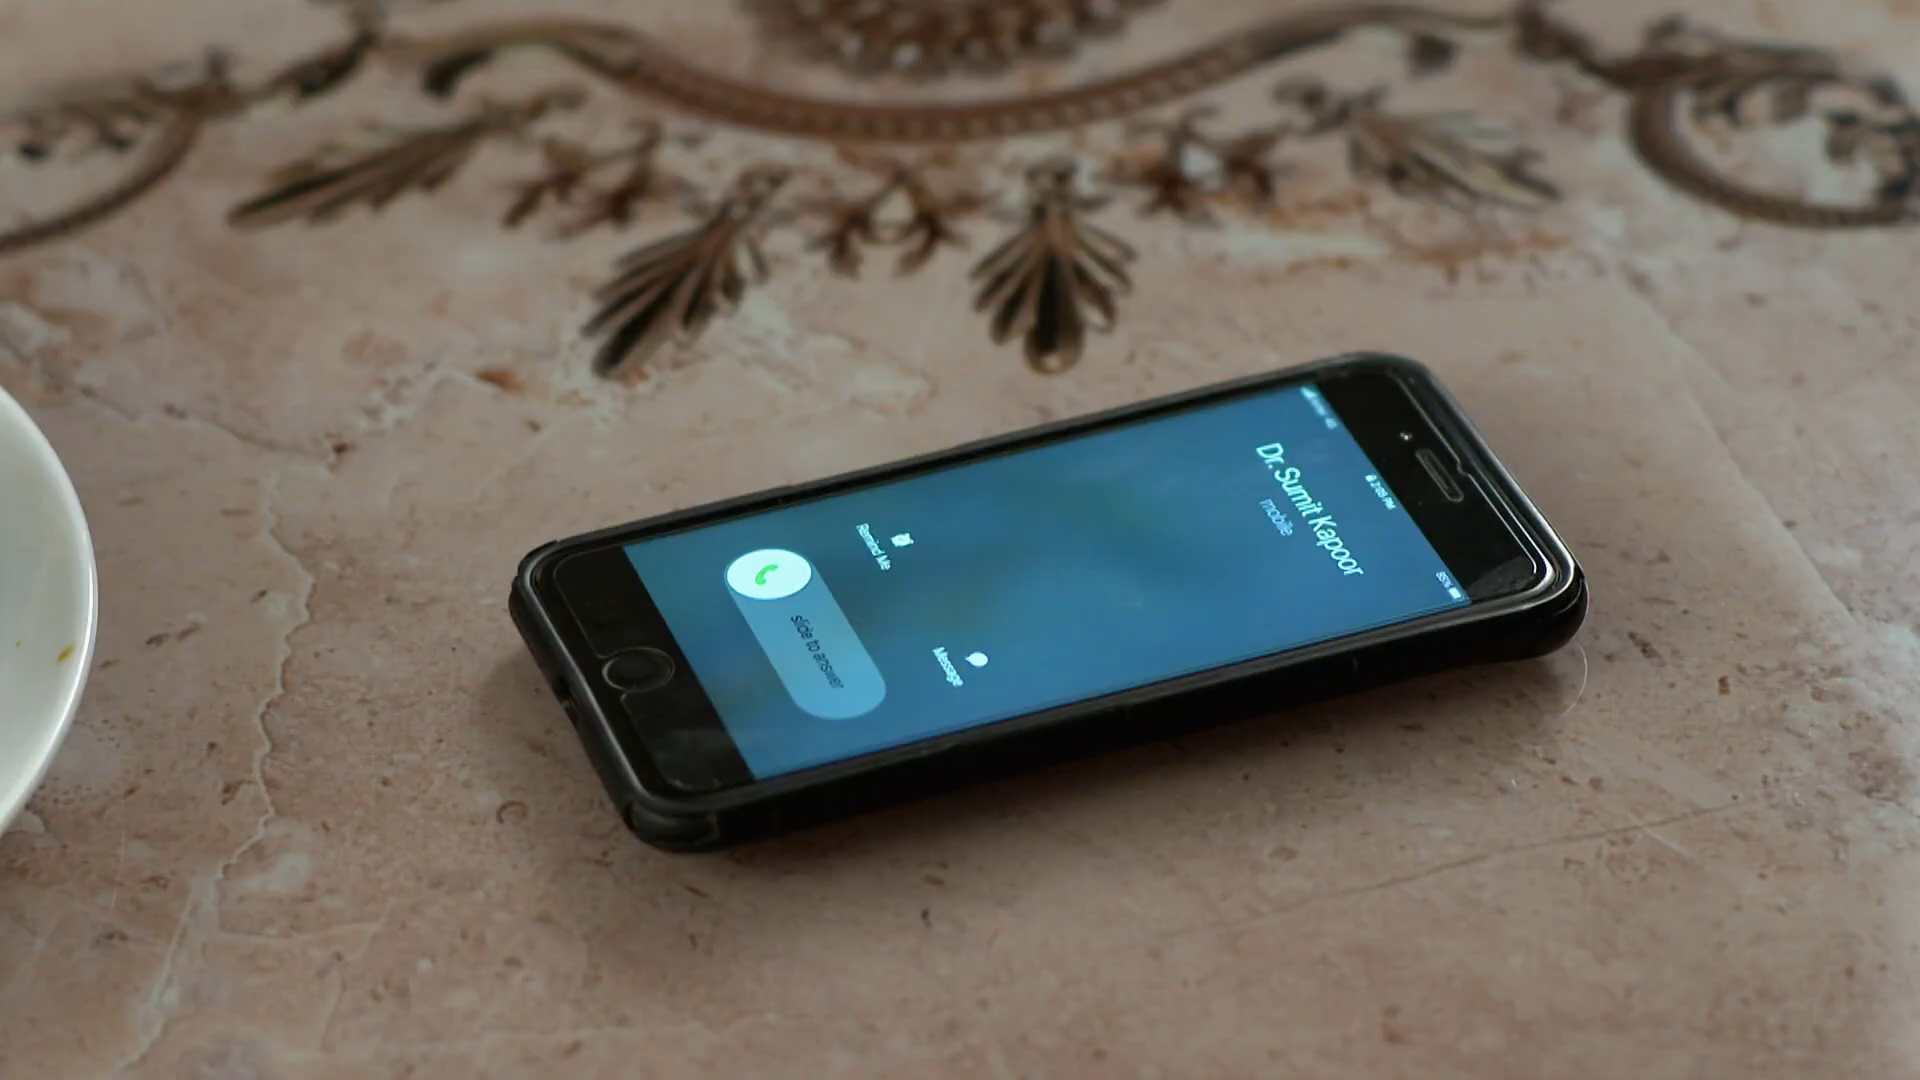 Dr. Sumit Kapoor
mobile
Remind Me
Message
slide to answer